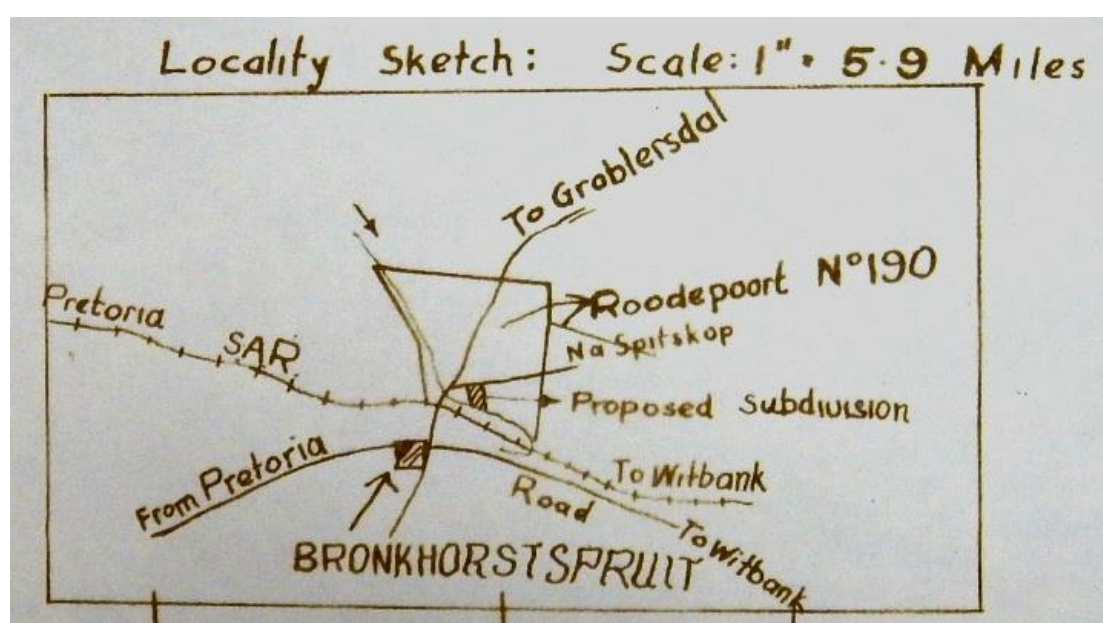 Locality Sketch: Scale: 1" = 5.9 Miles
To Groblersdal
Roodepoort Nº190
Pretoria
Na Spitskop
SAR
Proposed Subdivision
From Pretoria
To Witbank
Road
To Witbank
BRONKHORSTSPRUIT